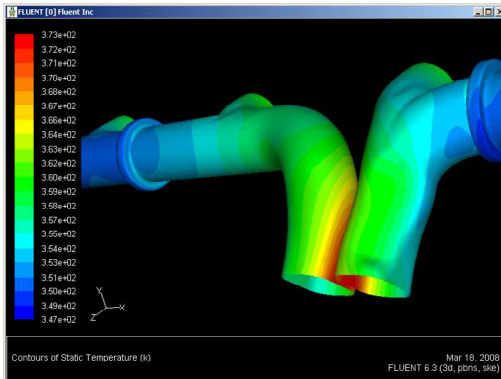 FLUENT [0] Fluent Inc
3.73e+02
3.72e+02
3.71e+02
3.70e+02
3.68e+02
3.67e+02
3.66e+02
3.64e+02
3.63e+02
3.62e+02
3.60e+02
3.59e+02
3.58e+02
3.57e+02
3.55e+02
3.54e+02
3.53e+02
3.51e+02
3.50e+02
3.49e+02
3.47e+02
Y
X
Z
Contours of Static Temperature (k)
Mar 18, 2008
FLUENT 6.3 (3d, pbns, ske)